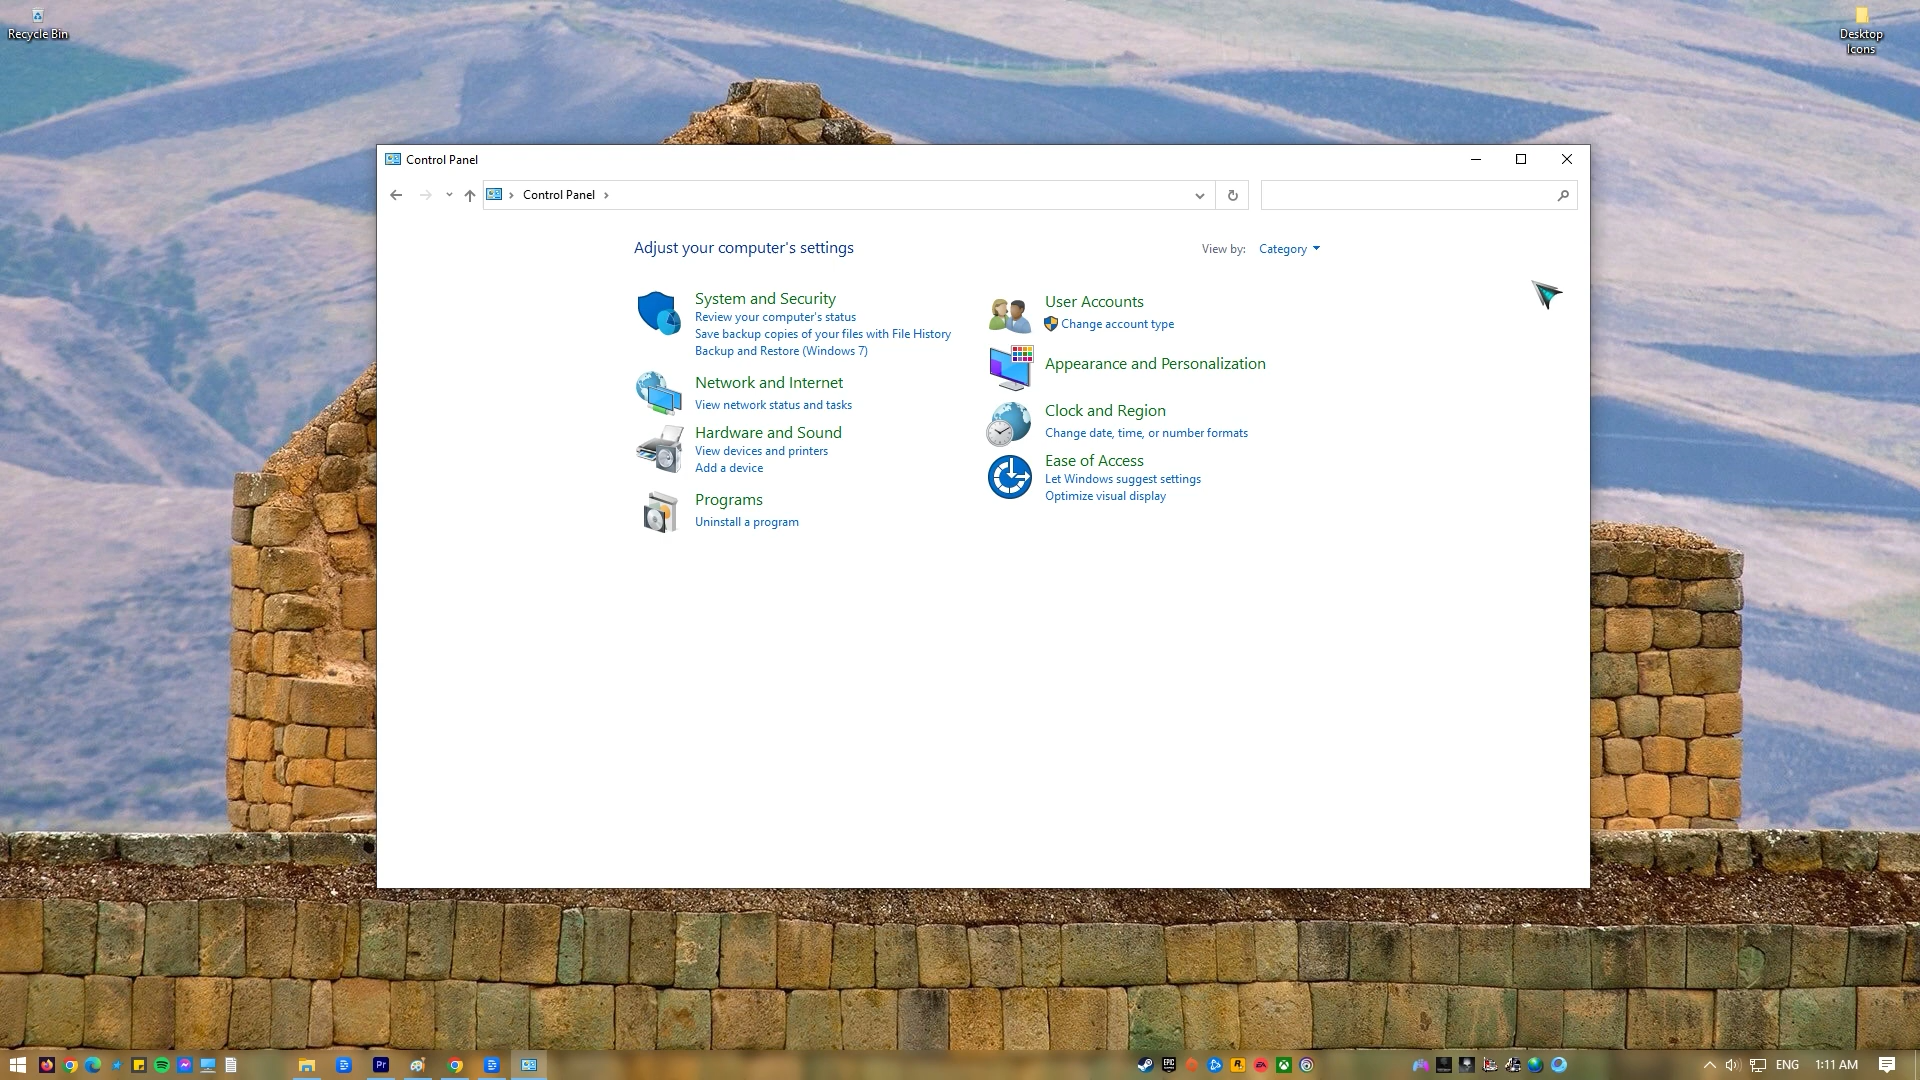 Recycle Bin
Desktop
Icons
Control Panel
Control Panel
Adjust your computer's settings
View by: Category
System and Security
Review your computer's status
Save backup copies of your files with File History
Backup and Restore (Windows 7)
Network and Internet
View network status and tasks
Hardware and Sound
View devices and printers
Add a device
Programs
Uninstall a program
User Accounts
Change account type
Appearance and Personalization
Clock and Region
Change date, time, or number formats
Ease of Access
Let Windows suggest settings
Optimize visual display
Pr
EPIC
R
EA
ENG
1:11 AM